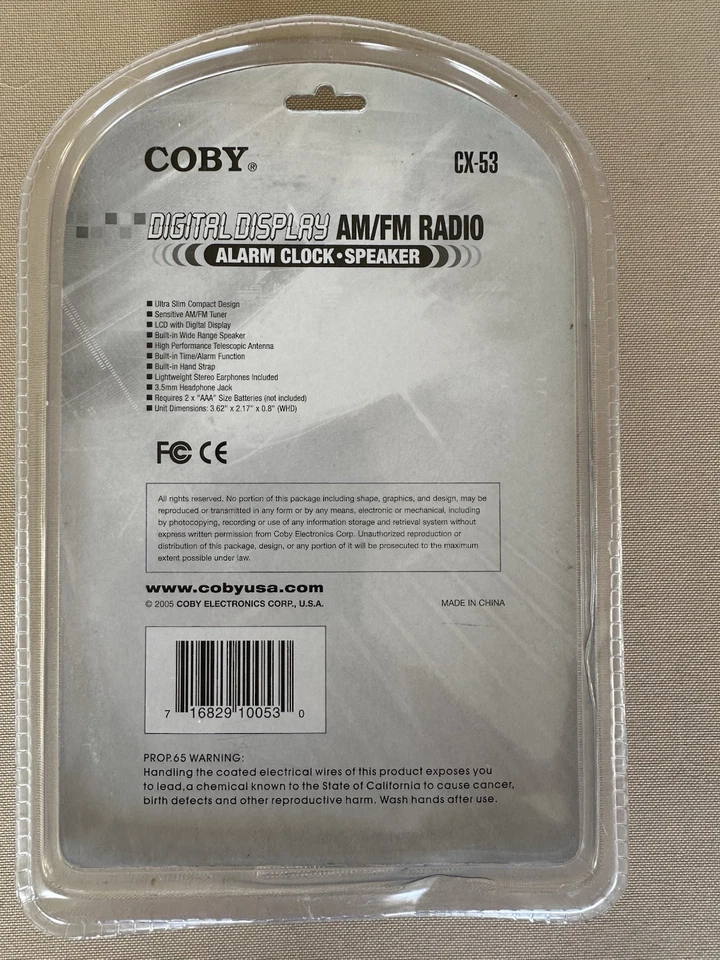 COBY®
CX-53
DIGITAL DISPLAY AM/FM RADIO
ALARM CLOCK•SPEAKER
■ Ultra Slim Compact Design
■ Sensitive AM/FM Tuner
■ LCD with Digital Display
■ Built-in Wide Range Speaker
■ High Performance Telescopic Antenna
■ Built-in Time/Alarm Function
■ Built-in Hand Strap
■ Lightweight Stereo Earphones Included
■ 3.5mm Headphone Jack
■ Requires 2 x "AAA" Size Batteries (not included)
■ Unit Dimensions: 3.62" x 2.17" x 0.8" (WHD)
FC CE
All rights reserved. No portion of this package including shape, graphics, and design, may be
reproduced or transmitted in any form or by any means, electronic or mechanical, including
by photocopying, recording or use of any information storage and retrieval system without
express written permission from Coby Electronics Corp. Unauthorized reproduction or
distribution of this package, design, or any portion of it will be prosecuted to the maximum
extent possible under law.
www.cobyusa.com
© 2005 COBY ELECTRONICS CORP., U.S.A.
MADE IN CHINA
7 16829 10053 0
PROP.65 WARNING:
Handling the coated electrical wires of this product exposes you
to lead,a chemical known to the State of California to cause cancer,
birth defects and other reproductive harm. Wash hands after use.